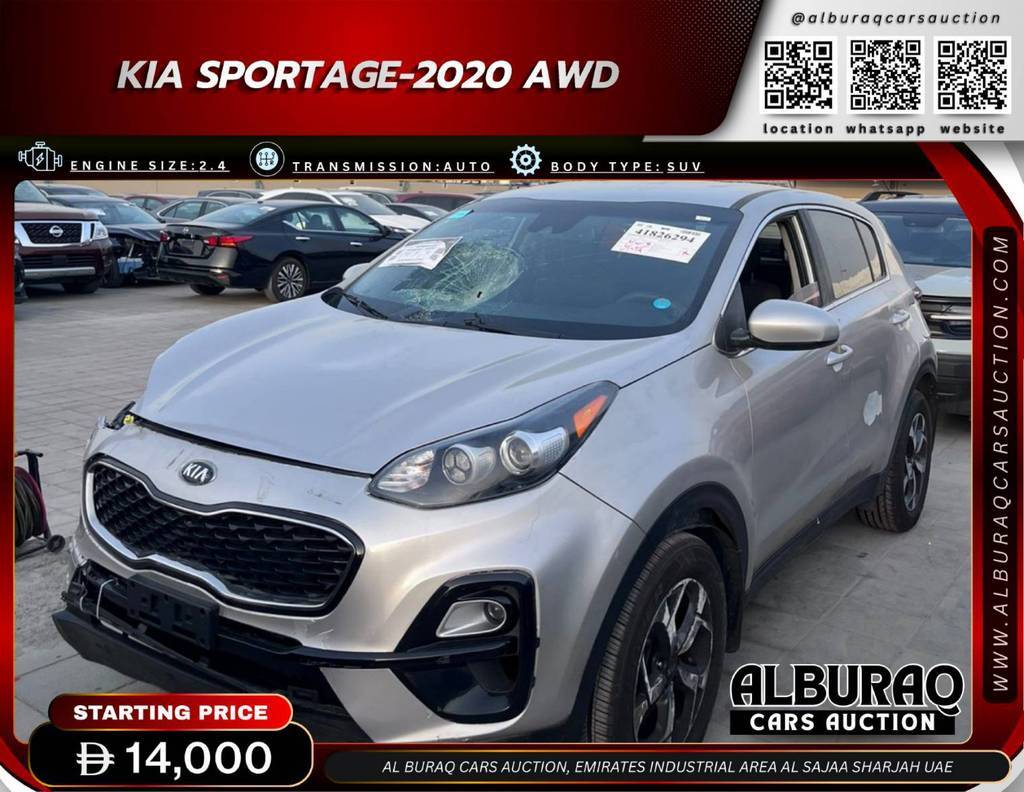 @alburaqcarsauction
KIA SPORTAGE-2020 AWD
location whatsapp website
ENGINE SIZE:2.4 TRANSMISSION:AUTO BODY TYPE: SUV
41826294
KIA
WWW.ALBURAQCARSAUCTION.COM
ALBURAQ
CARS AUCTION
STARTING PRICE
14,000
AL BURAQ CARS AUCTION, EMIRATES INDUSTRIAL AREA AL SAJAA SHARJAH UAE